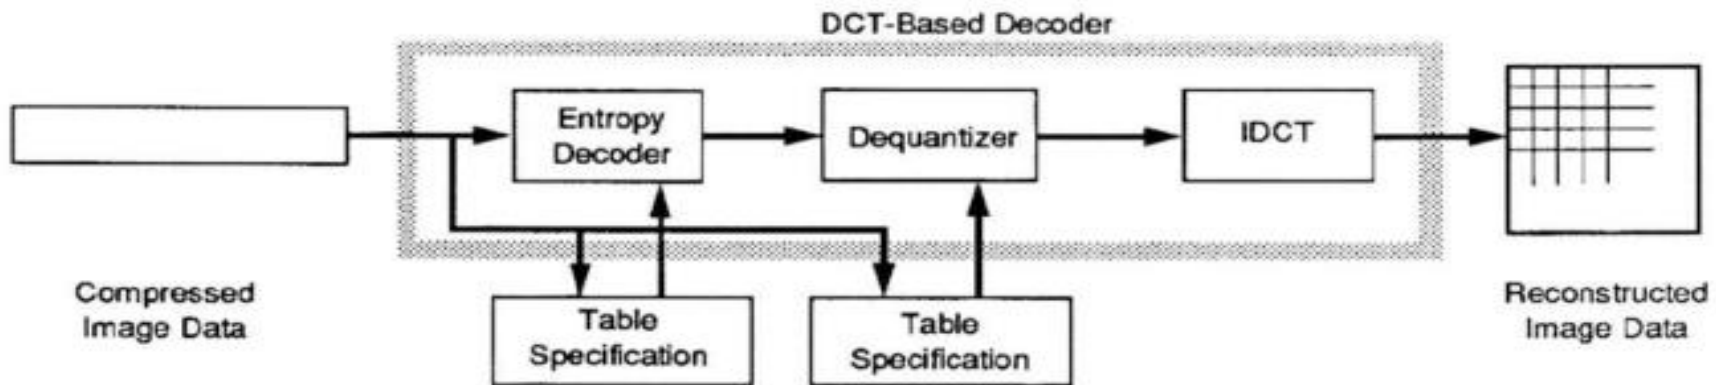 DCT-Based Decoder
Entropy
Decoder
Dequantizer
IDCT
Compressed
Image Data
Table
Specification
Table
Specification
Reconstructed
Image Data